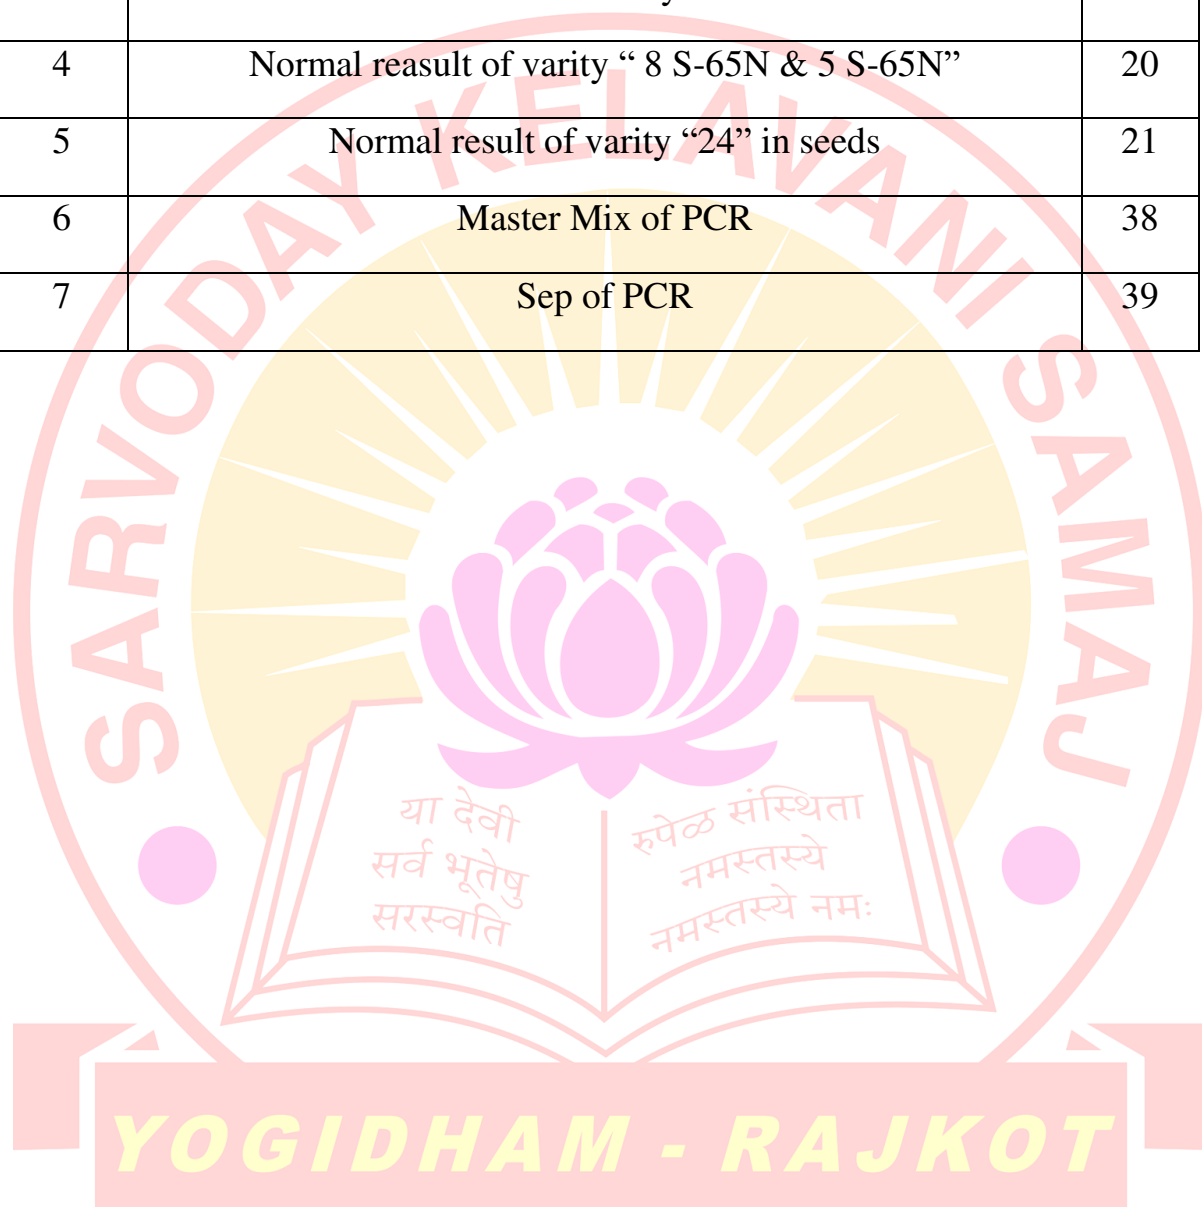 4 Normal reasult of varity “ 8 S-65N & 5 S-65N” 20
5 Normal result of varity “24” in seeds 21
6 Master Mix of PCR 38
7 Sep of PCR 39
SARVODAY KELAVANI SAMAJ
या देवी
सर्व भूतेषु
सरस्वति
रुपेळ संस्थिता
नमस्तस्ये
नमस्तस्ये नमः
YOGIDHAM - RAJKOT